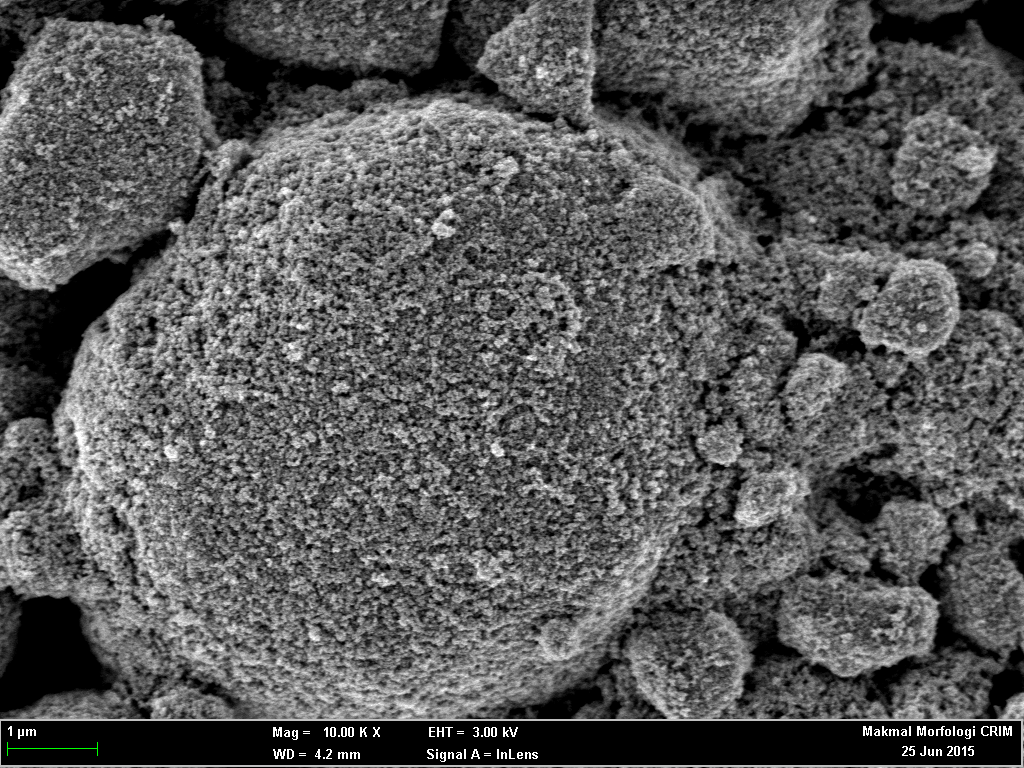 1 µm
Mag = 10.00 K X
EHT = 3.00 kV
Makmal Morfologi CRIM
WD = 4.2 mm
Signal A = InLens
25 Jun 2015